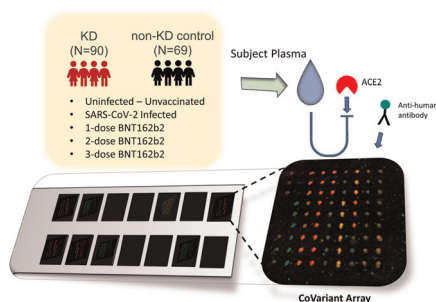 KD
(N=90)
non-KD control
(N=69)
• Uninfected – Unvaccinated
• SARS-CoV-2 Infected
• 1-dose BNT162b2
• 2-dose BNT162b2
• 3-dose BNT162b2
Subject Plasma
ACE2
Anti-human
antibody
CoVariant Array